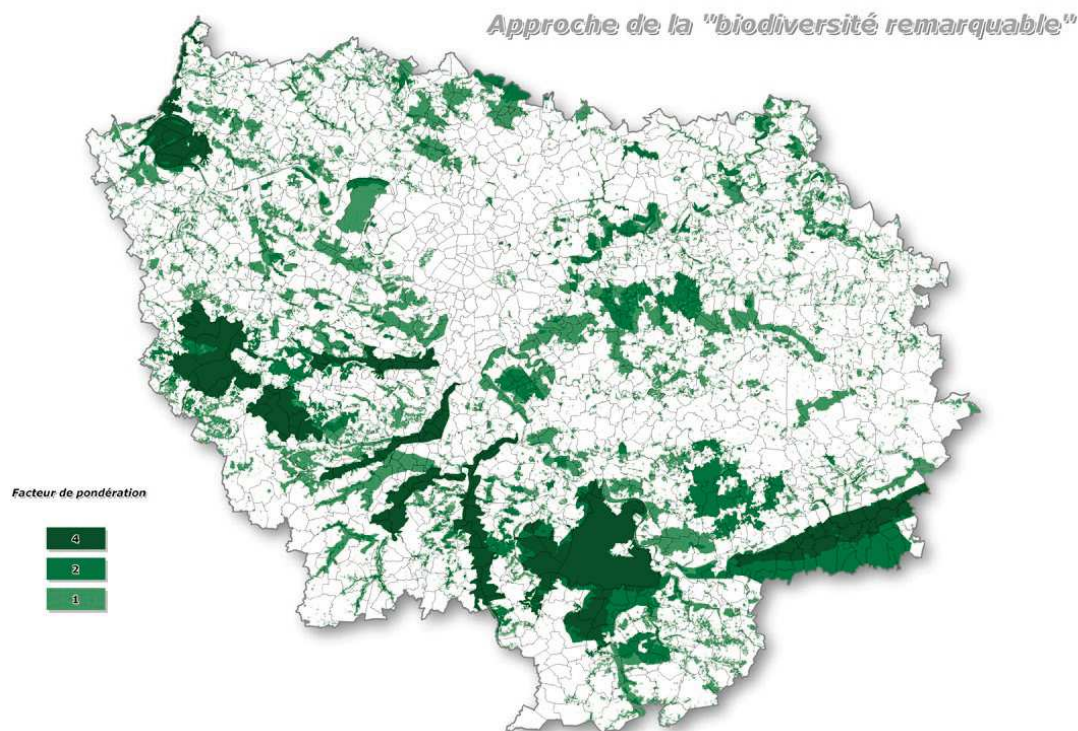 Approche de la "biodiversité remarquable"
Facteur de pondération
4
2
1